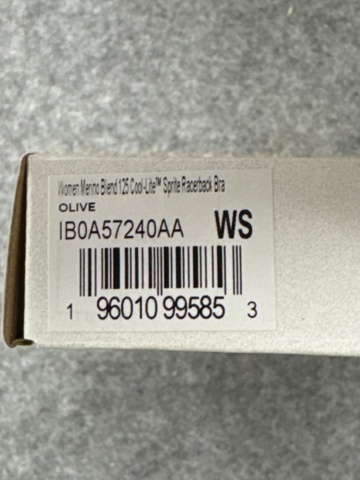 Women Merino Blend 125 Cool-Lite™ Sprite Racerback Bra
OLIVE
IB0A57240AA WS
1 96010 99585 3